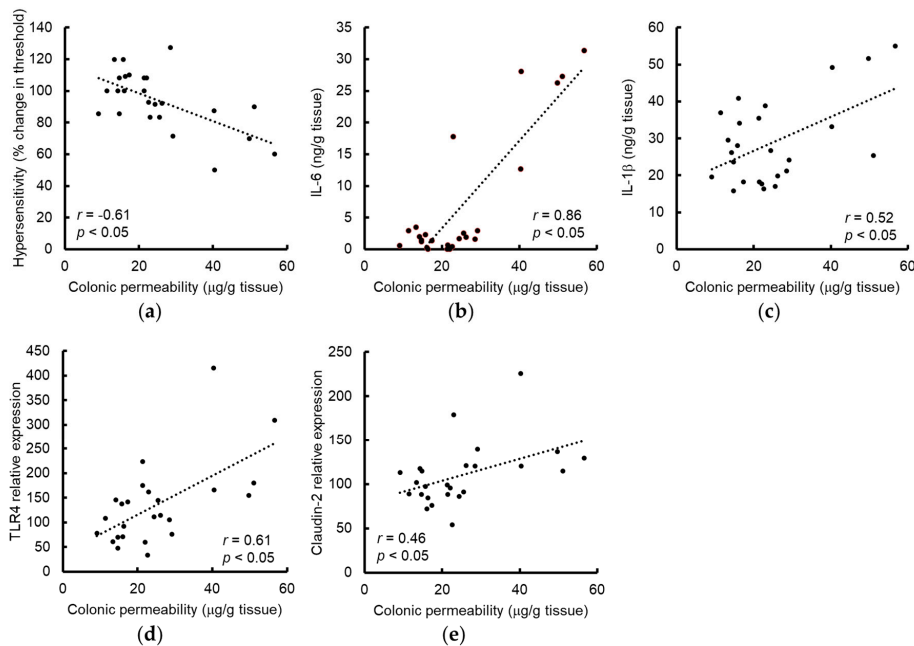 Hypersensitivity (% change in threshold)
140
120
100
80
60
40
20
0
r = -0.61
p < 0.05
0 20 40 60
Colonic permeability (μg/g tissue)
(a)
IL-6 (ng/g tissue)
35
30
25
20
15
10
5
0
r = 0.86
p < 0.05
0 20 40 60
Colonic permeability (μg/g tissue)
(b)
IL-1β (ng/g tissue)
60
50
40
30
20
10
0
r = 0.52
p < 0.05
0 20 40 60
Colonic permeability (μg/g tissue)
(c)
TLR4 relative expression
450
400
350
300
250
200
150
100
50
0
r = 0.61
p < 0.05
0 20 40 60
Colonic permeability (μg/g tissue)
(d)
Claudin-2 relative expression
250
200
150
100
50
0
r = 0.46
p < 0.05
0 20 40 60
Colonic permeability (μg/g tissue)
(e)